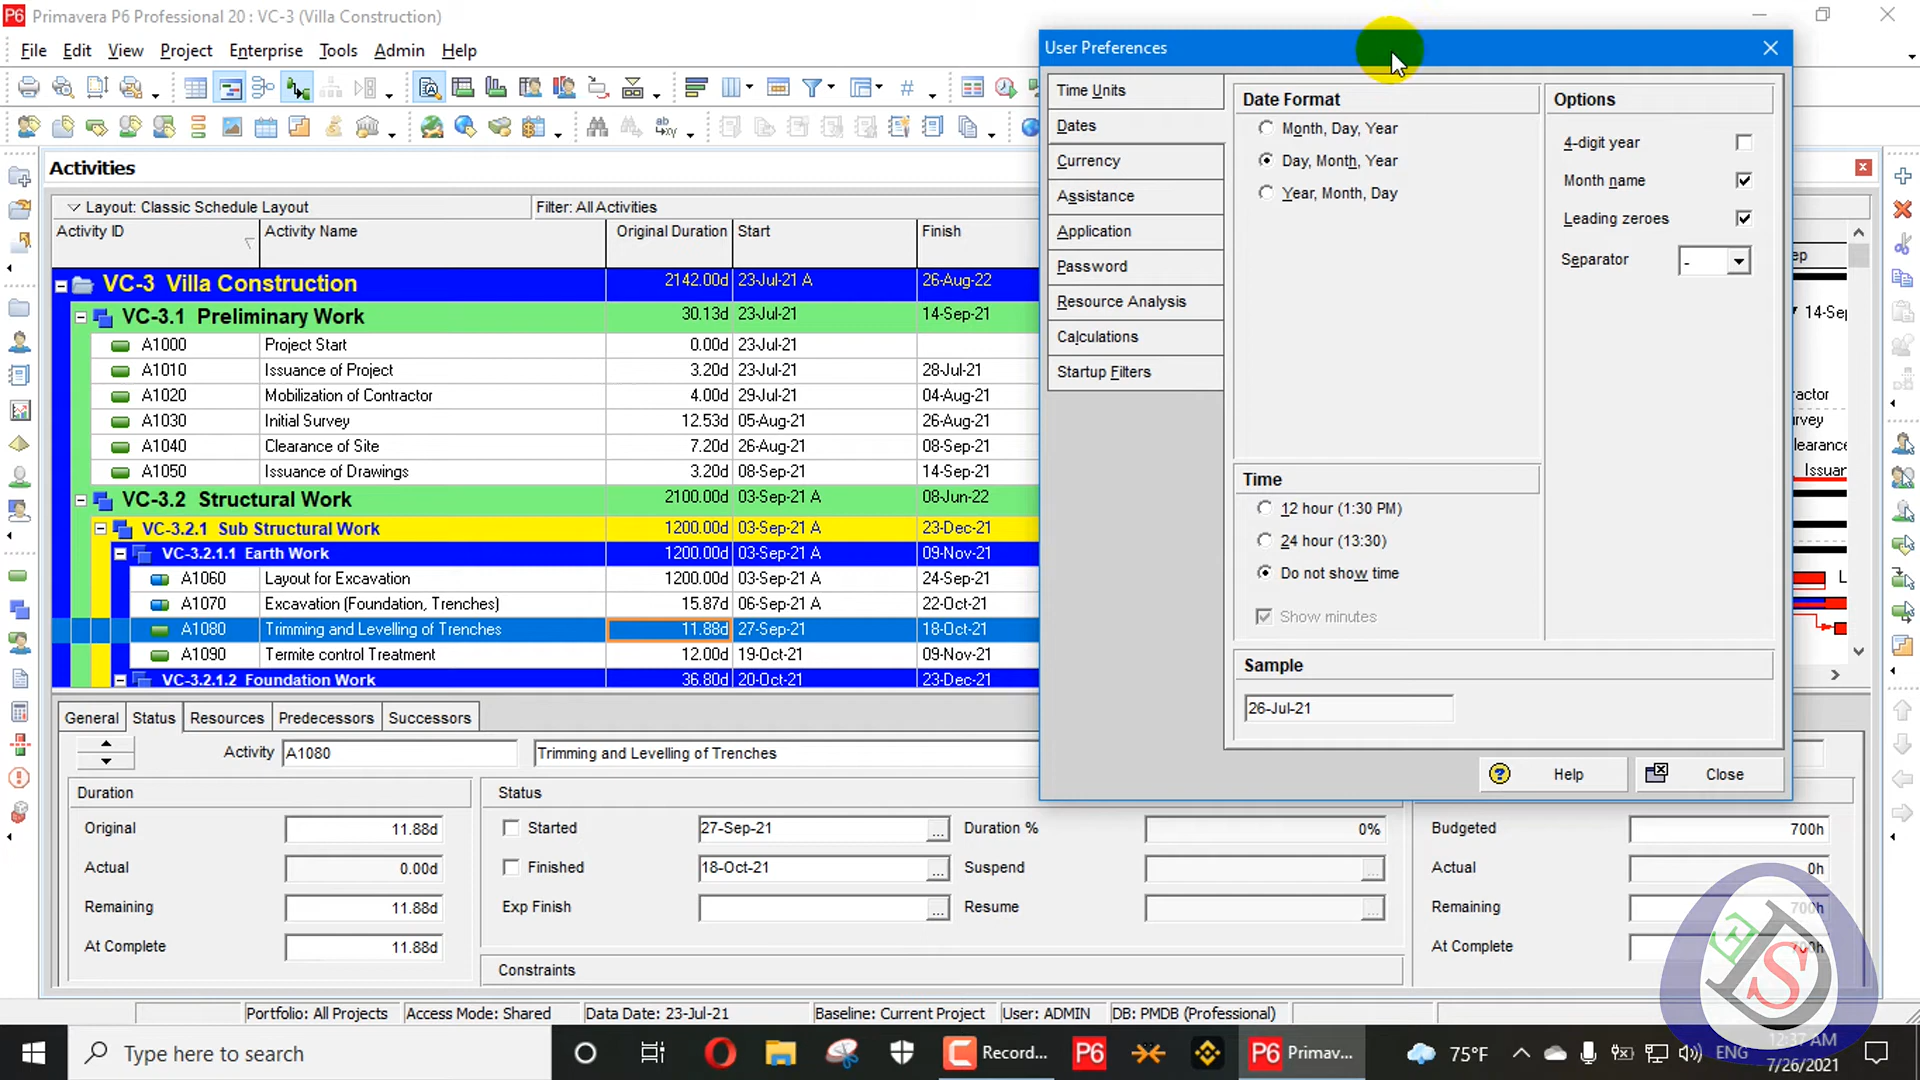 Primavera P6 Professional 20 : VC-3 (Villa Construction)
File Edit View Project Enterprise Tools Admin Help
Activities
Layout: Classic Schedule Layout Filter: All Activities
Activity ID Activity Name Original Duration Start Finish
VC-3 Villa Construction 2142.00d 23-Jul-21 A 26-Aug-22
VC-3.1 Preliminary Work 30.13d 23-Jul-21 14-Sep-21
A1000 Project Start 0.00d 23-Jul-21
A1010 Issuance of Project 3.20d 23-Jul-21 28-Jul-21
A1020 Mobilization of Contractor 4.00d 29-Jul-21 04-Aug-21
A1030 Initial Survey 12.53d 05-Aug-21 26-Aug-21
A1040 Clearance of Site 7.20d 26-Aug-21 08-Sep-21
A1050 Issuance of Drawings 3.20d 08-Sep-21 14-Sep-21
VC-3.2 Structural Work 2100.00d 03-Sep-21 A 08-Jun-22
VC-3.2.1 Sub Structural Work 1200.00d 03-Sep-21 A 23-Dec-21
VC-3.2.1.1 Earth Work 1200.00d 03-Sep-21 A 09-Nov-21
A1060 Layout for Excavation 1200.00d 03-Sep-21 A 24-Sep-21
A1070 Excavation (Foundation, Trenches) 15.87d 06-Sep-21 A 22-Oct-21
A1080 Trimming and Levelling of Trenches 11.88d 27-Sep-21 18-Oct-21
A1090 Termite control Treatment 12.00d 19-Oct-21 09-Nov-21
VC-3.2.1.2 Foundation Work 36.80d 20-Oct-21 23-Dec-21
User Preferences
Time Units
Dates
Currency
Assistance
Application
Password
Resource Analysis
Calculations
Startup Filters
Date Format
Month, Day, Year
Day, Month, Year
Year, Month, Day
Options
4-digit year
Month name
Leading zeroes
Separator -
Time
12 hour (1:30 PM)
24 hour (13:30)
Do not show time
Show minutes
Sample
26-Jul-21
Help Close
ep
14-Sep
actor
rvey
learance
Issuar
L
General Status Resources Predecessors Successors
Activity A1080 Trimming and Levelling of Trenches
Duration Status
Original 11.88d Started 27-Sep-21 Duration % 0% Budgeted 700h
Actual 0.00d Finished 18-Oct-21 Suspend Actual 0h
Remaining 11.88d Exp Finish Resume Remaining 700h
At Complete 11.88d At Complete 700h
Constraints
Portfolio: All Projects Access Mode: Shared Data Date: 23-Jul-21 Baseline: Current Project User: ADMIN DB: PMDB (Professional)
Type here to search Record... P6 P6 Primav... 75°F ENG 12:37 AM
7/26/2021
E D S